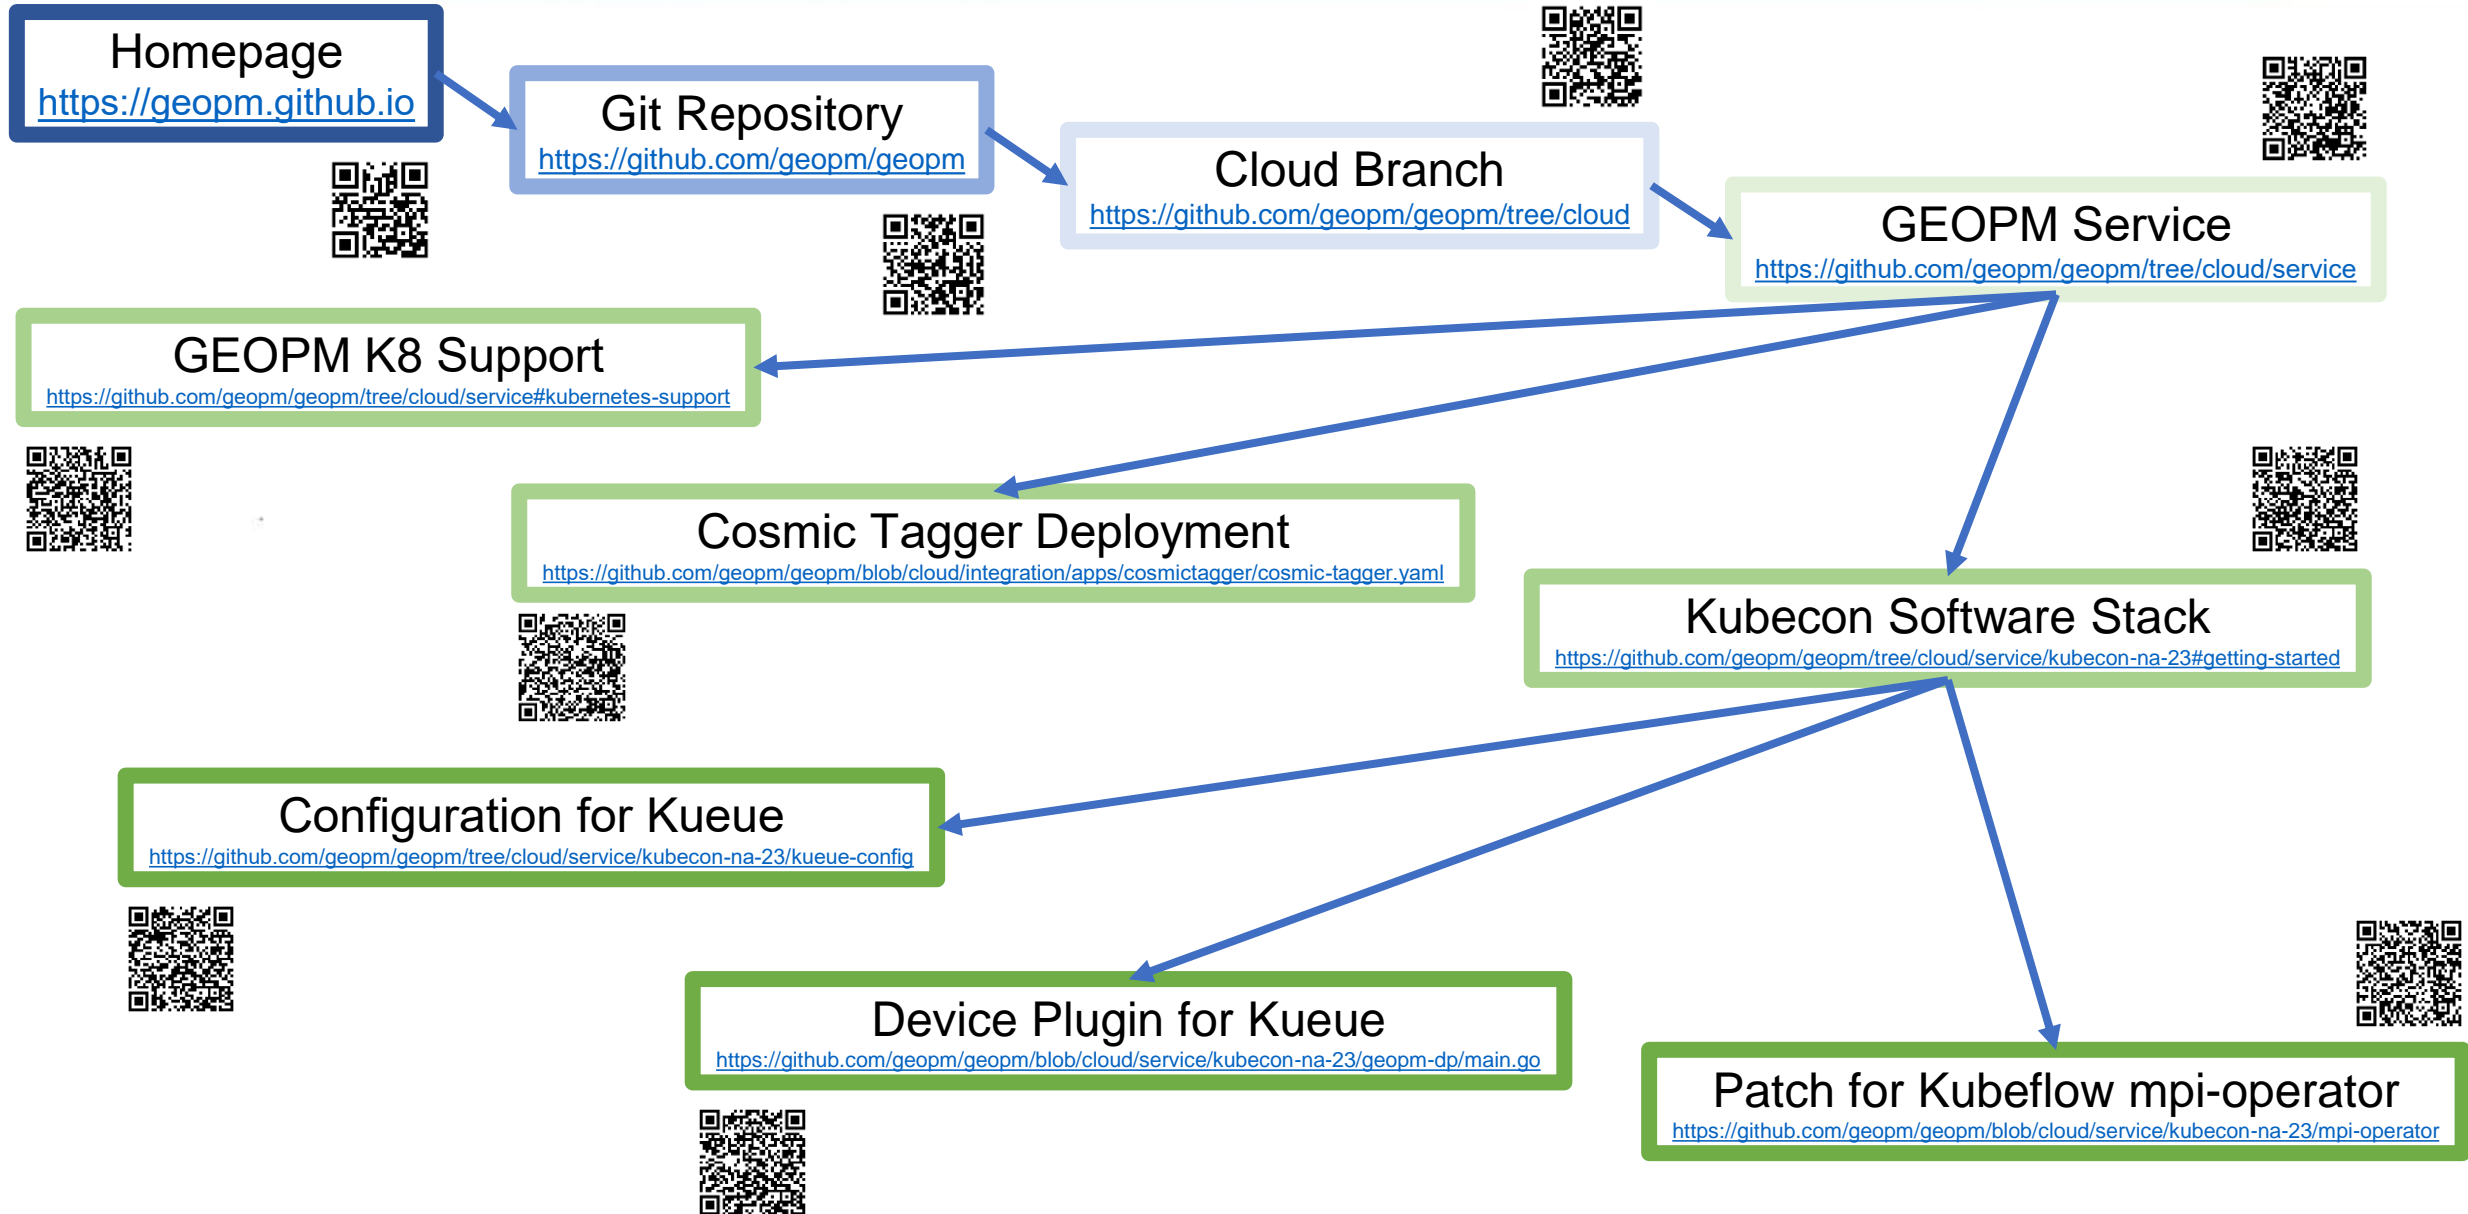 Homepage
https://geopm.github.io
Git Repository
https://github.com/geopm/geopm
Cloud Branch
https://github.com/geopm/geopm/tree/cloud
GEOPM Service
https://github.com/geopm/geopm/tree/cloud/service
GEOPM K8 Support
https://github.com/geopm/geopm/tree/cloud/service#kubernetes-support
Cosmic Tagger Deployment
https://github.com/geopm/geopm/blob/cloud/integration/apps/cosmictagger/cosmic-tagger.yaml
Kubecon Software Stack
https://github.com/geopm/geopm/tree/cloud/service/kubecon-na-23#getting-started
Configuration for Kueue
https://github.com/geopm/geopm/tree/cloud/service/kubecon-na-23/kueue-config
Device Plugin for Kueue
https://github.com/geopm/geopm/blob/cloud/service/kubecon-na-23/geopm-dp/main.go
Patch for Kubeflow mpi-operator
https://github.com/geopm/geopm/blob/cloud/service/kubecon-na-23/mpi-operator